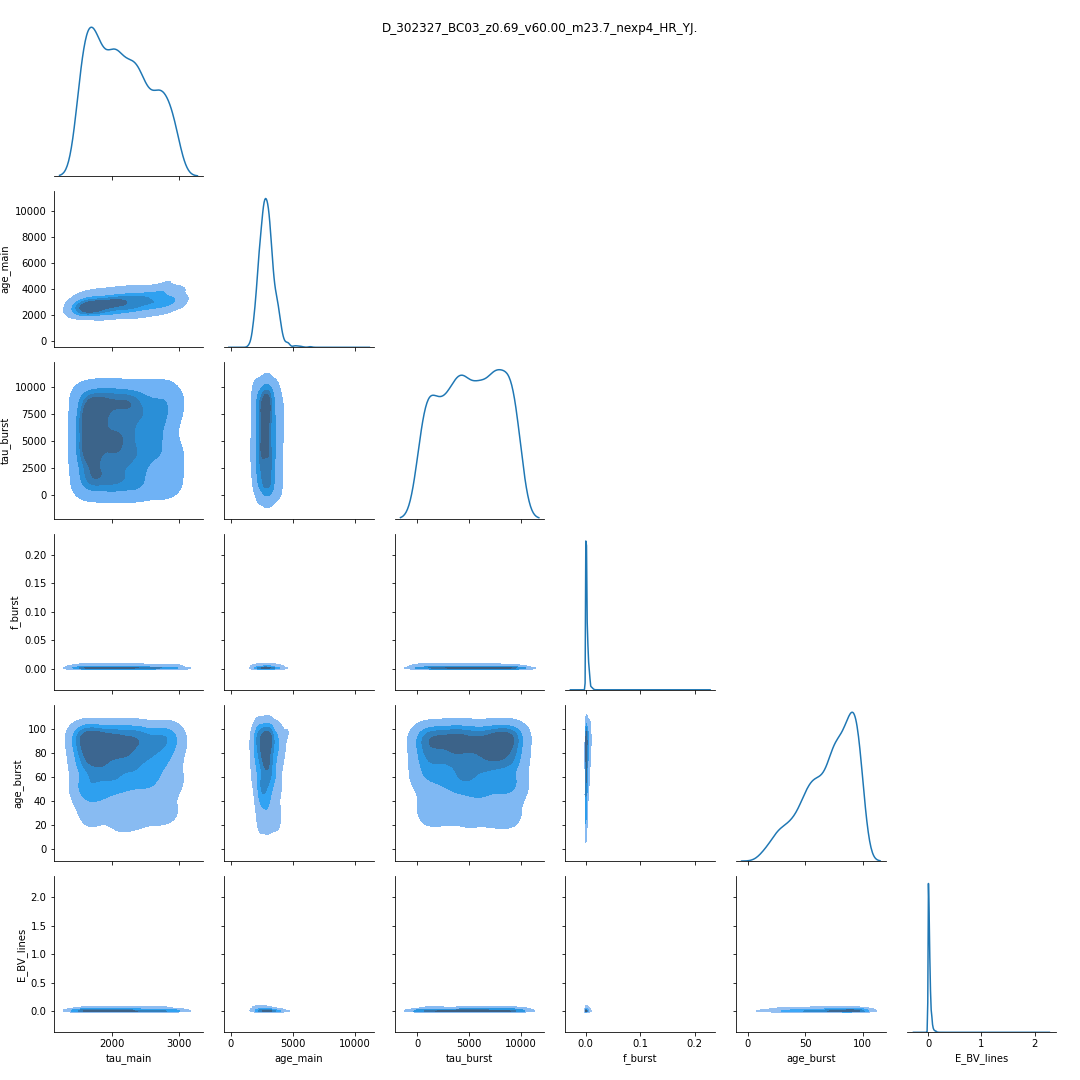 D_302327_BC03_z0.69_v60.00_m23.7_nexp4_HR_YJ.
10000
8000
6000
4000
2000
0
age_main
10000
7500
5000
2500
0
tau_burst
0.20
0.15
0.10
0.05
0.00
f_burst
100
80
60
40
20
0
age_burst
2.0
1.5
1.0
0.5
0.0
E_BV_lines
2000 3000
0 5000 10000
0 5000 10000
0.0 0.1 0.2
0 50 100
0 1 2
tau_main age_main tau_burst f_burst age_burst E_BV_lines